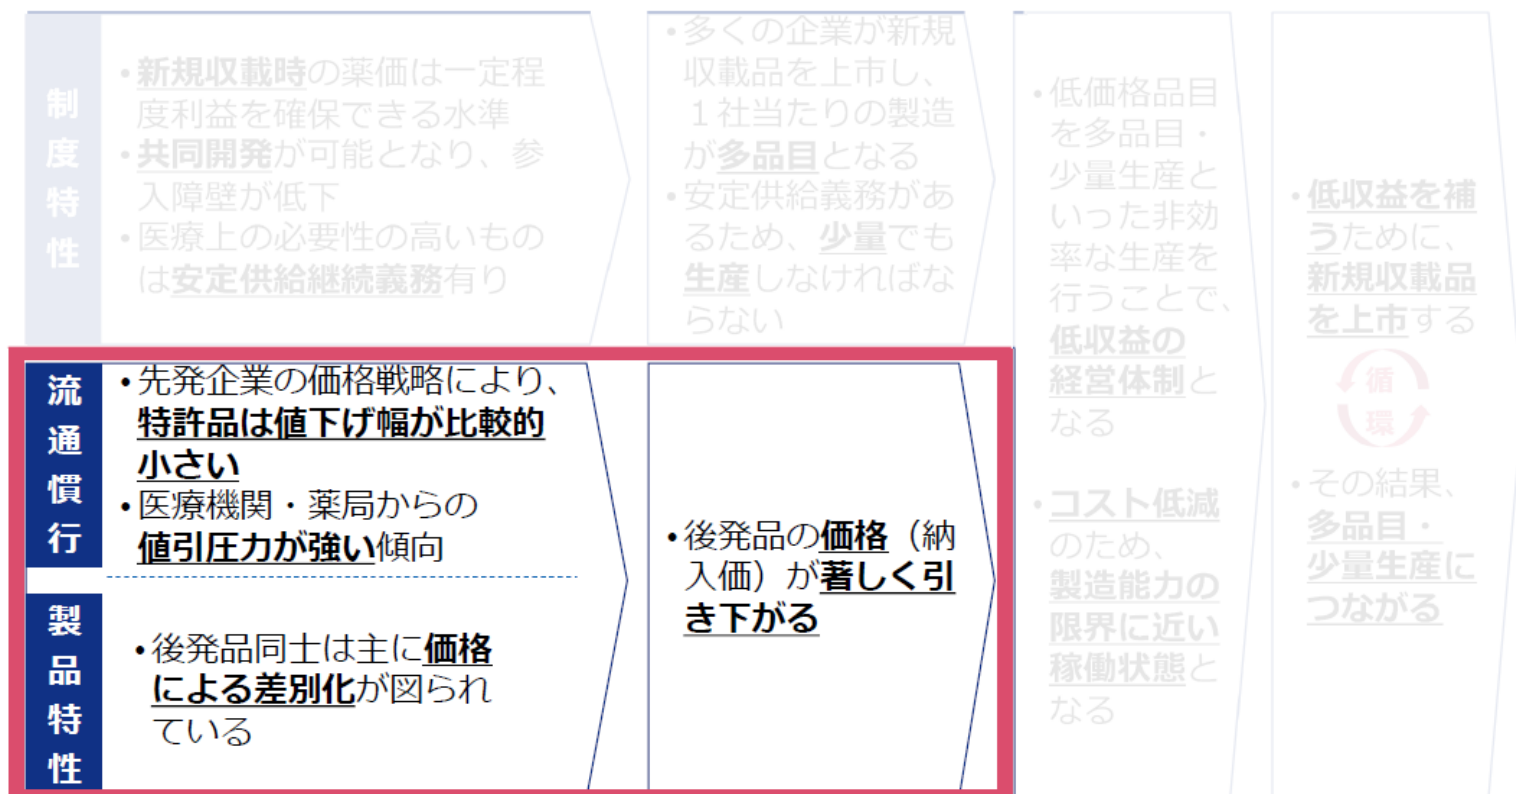 制度特性
•新規収載時の薬価は一定程
度利益を確保できる水準
•共同開発が可能となり、参
入障壁が低下
•医療上の必要性の高いもの
は安定供給継続義務有り
•多くの企業が新規
収載品を上市し、
１社当たりの製造
が多品目となる
•安定供給義務があ
るため、少量でも
生産しなければな
らない
•低価格品目
を多品目・
少量生産と
いった非効
率な生産を
行うことで、
低収益の
経営体制と
なる
•コスト低減
のため、
製造能力の
限界に近い
稼働状態と
なる
•低収益を補
うために、
新規収載品
を上市する
循
環
•その結果、
多品目・
少量生産に
つながる
流通慣行
•先発企業の価格戦略により、
特許品は値下げ幅が比較的
小さい
•医療機関・薬局からの
値引圧力が強い傾向
製品特性
•後発品同士は主に価格
による差別化が図られ
ている
•後発品の価格（納
入価）が著しく引
き下がる